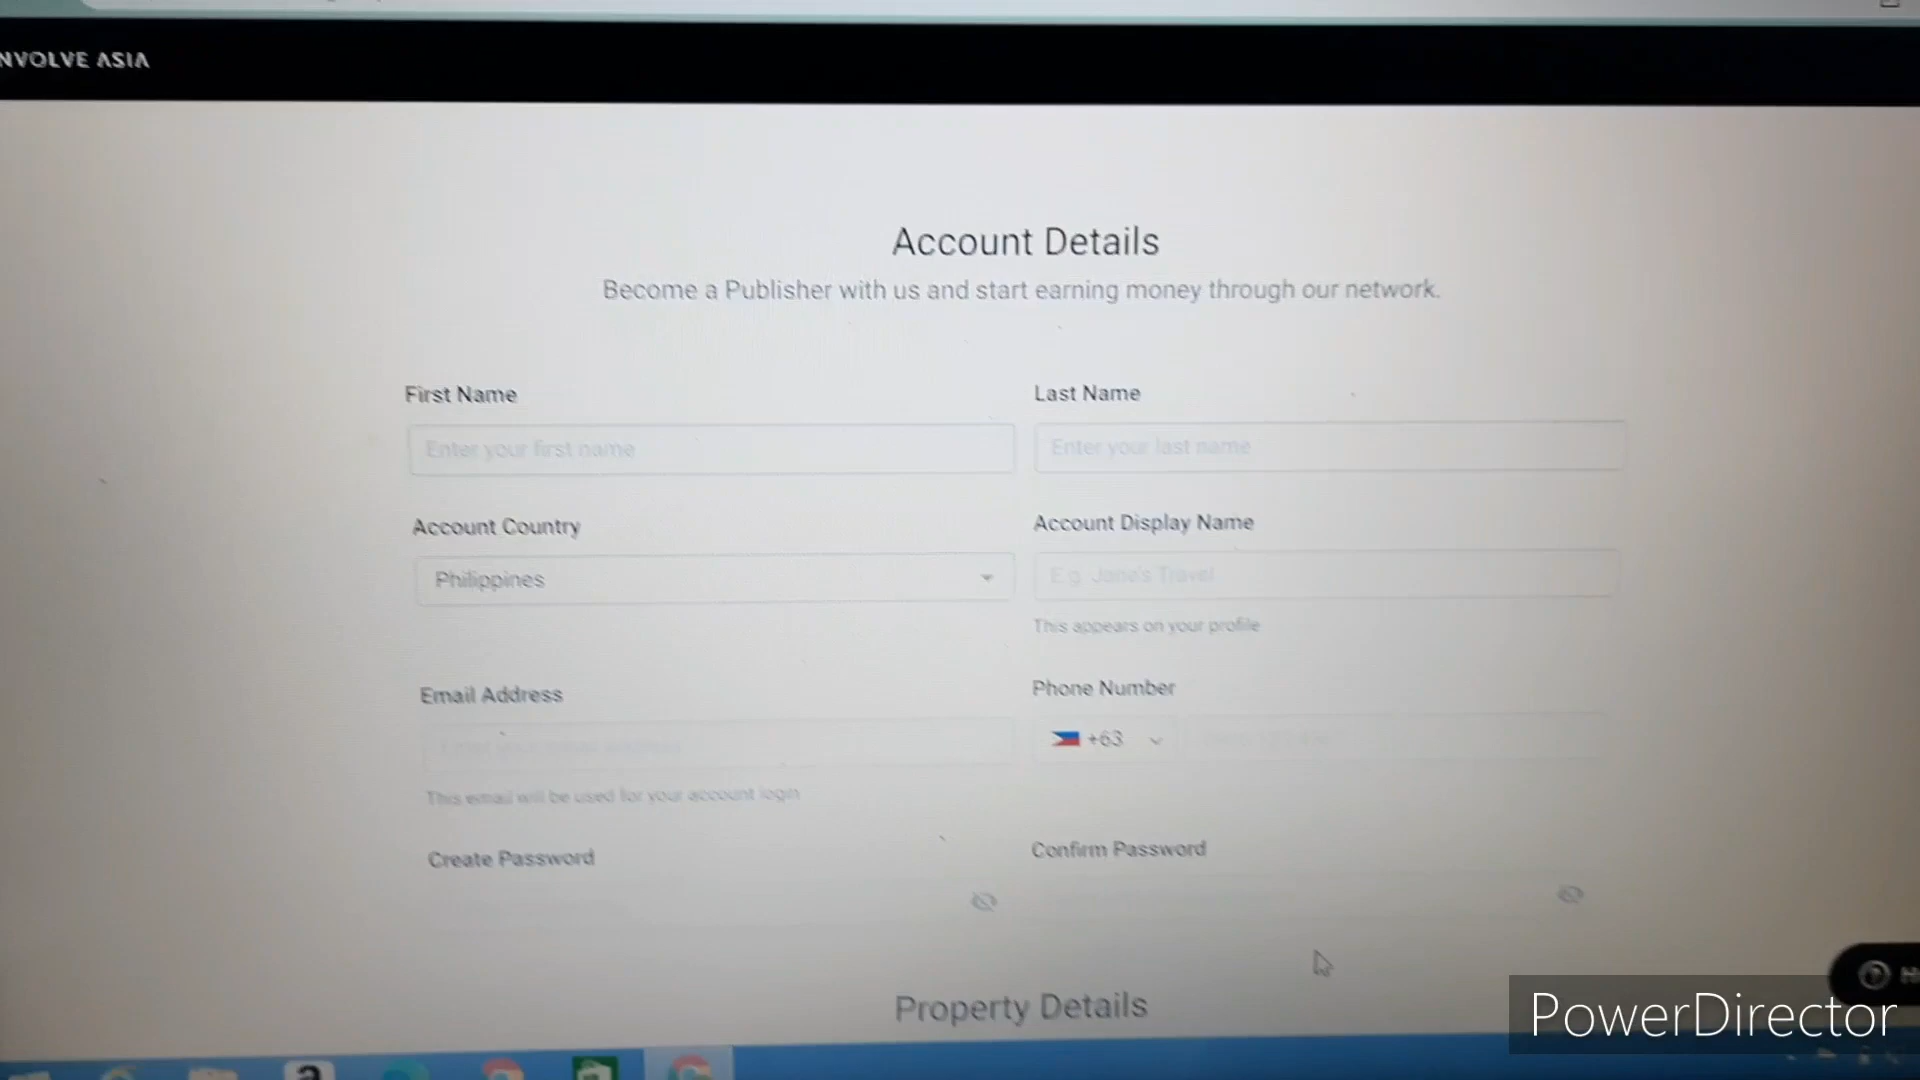 NVOLVE ASIA
Account Details
Become a Publisher with us and start earning money through our network.
First Name
Last Name
Enter your first name
Enter your last name
Account Country
Account Display Name
Philippines
E.g. Jane's Travel
This appears on your profile
Email Address
Phone Number
+63
This email will be used for your account login
Create Password
Confirm Password
Property Details
PowerDirector